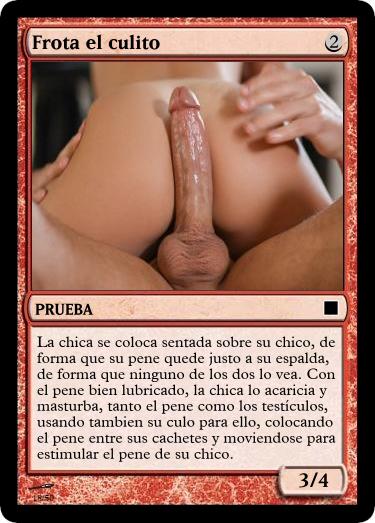 Frota el culito
2
PRUEBA
La chica se coloca sentada sobre su chico, de
forma que su pene quede justo a su espalda,
de forma que ninguno de los dos lo vea. Con
el pene bien lubricado, la chica lo acaricia y
masturba, tanto el pene como los testículos,
usando tambien su culo para ello, colocando
el pene entre sus cachetes y moviendose para
estimular el pene de su chico.
3/4